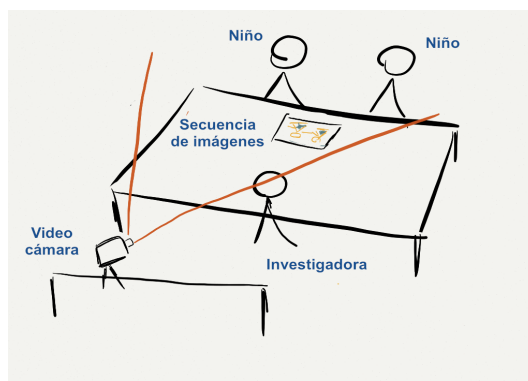 Niño
Niño
Secuencia
de imágenes
Video
cámara
Investigadora